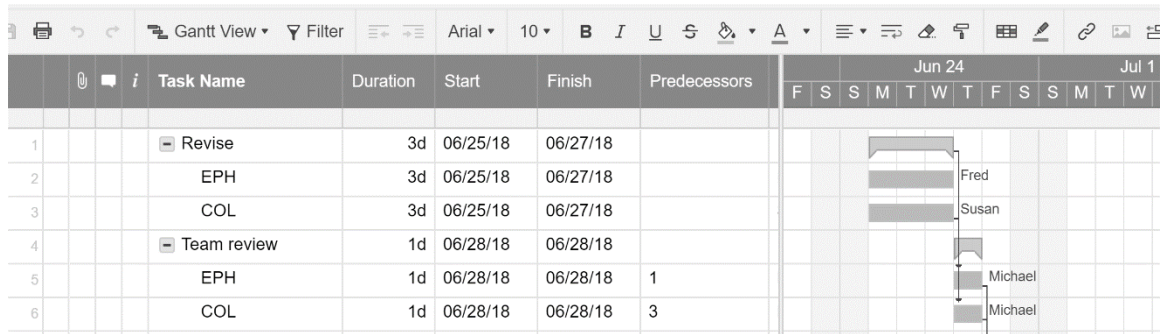 Gantt View Filter Arial 10 B I U S A
i Task Name Duration Start Finish Predecessors
Jun 24 Jul 1
F S S M T W T F S S M T W
1 Revise 3d 06/25/18 06/27/18
2 EPH 3d 06/25/18 06/27/18 Fred
3 COL 3d 06/25/18 06/27/18 Susan
4 Team review 1d 06/28/18 06/28/18
5 EPH 1d 06/28/18 06/28/18 1 Michael
6 COL 1d 06/28/18 06/28/18 3 Michael